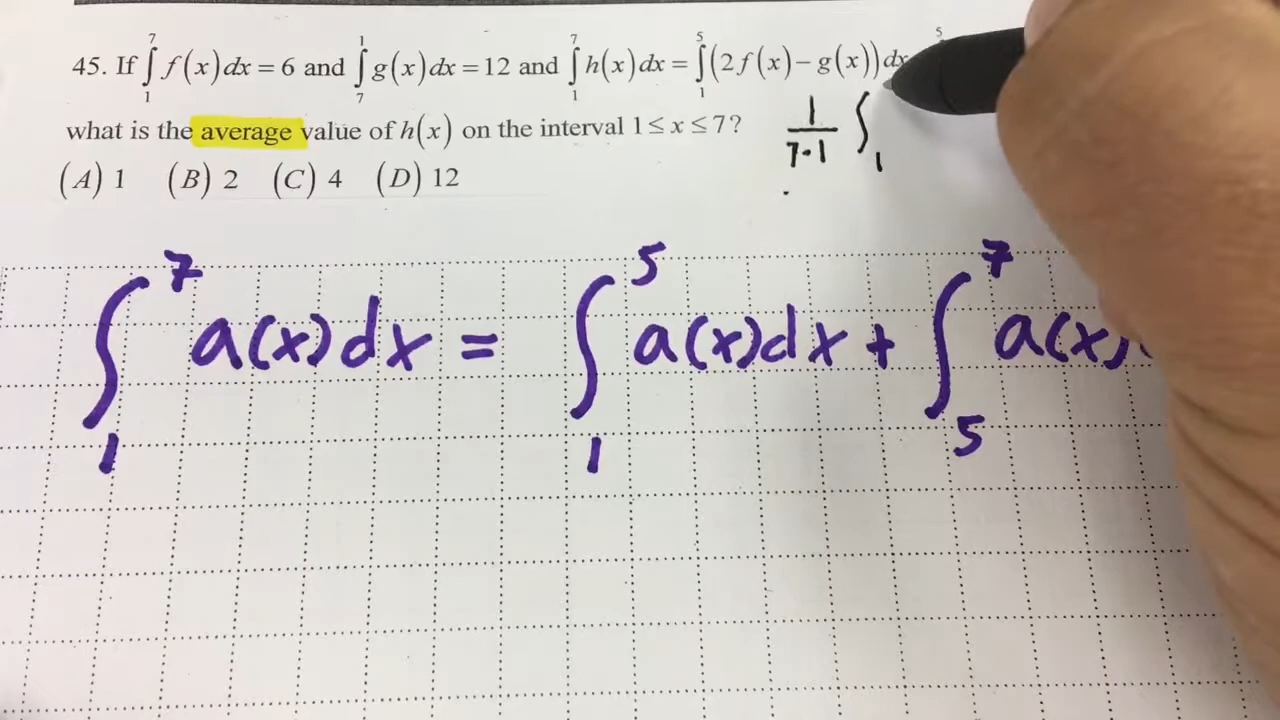 45. If ∫₁⁷ f(x)dx = 6 and ∫₇¹ g(x)dx = 12 and ∫₁⁷ h(x)dx = ∫₁⁵ (2f(x) − g(x))dx 5
what is the average value of h(x) on the interval 1 ≤ x ≤ 7? 1/(7-1) ∫₁
(A) 1 (B) 2 (C) 4 (D) 12
∫₁⁷ a(x)dx = ∫₁⁵ a(x)dx + ∫₅⁷ a(x)